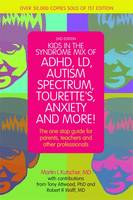 OVER 50,000 COPIES SOLD OF 1ST EDITION
2ND EDITION
KIDS IN THE
SYNDROME MIX OF
ADHD, LD,
AUTISM
SPECTRUM,
TOURETTE'S,
ANXIETY
AND MORE!
The one stop guide for
parents, teachers and
other professionals
Martin L. Kutscher, MD
with contributions
from Tony Attwood, PhD and
Robert R Wolff, MD